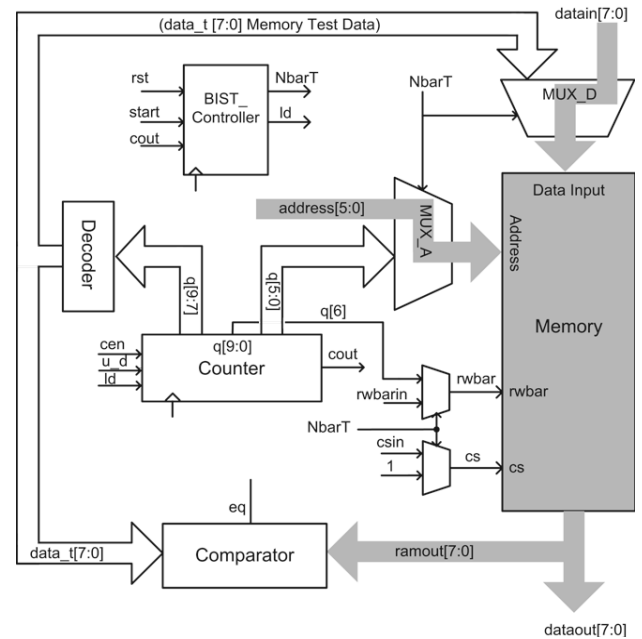 (data_t [7:0] Memory Test Data)
datain[7:0]
rst
start
cout
BIST_
Controller
NbarT
ld
NbarT
MUX_D
Data Input
Address
Memory
rwbar
cs
address[5:0]
MUX_A
Decoder
q[9:7]
q[5:0]
q[6]
cen
u_d
ld
q[9:0]
Counter
cout
rwbarin
rwbar
NbarT
csin
1
cs
eq
data_t[7:0]
Comparator
ramout[7:0]
dataout[7:0]